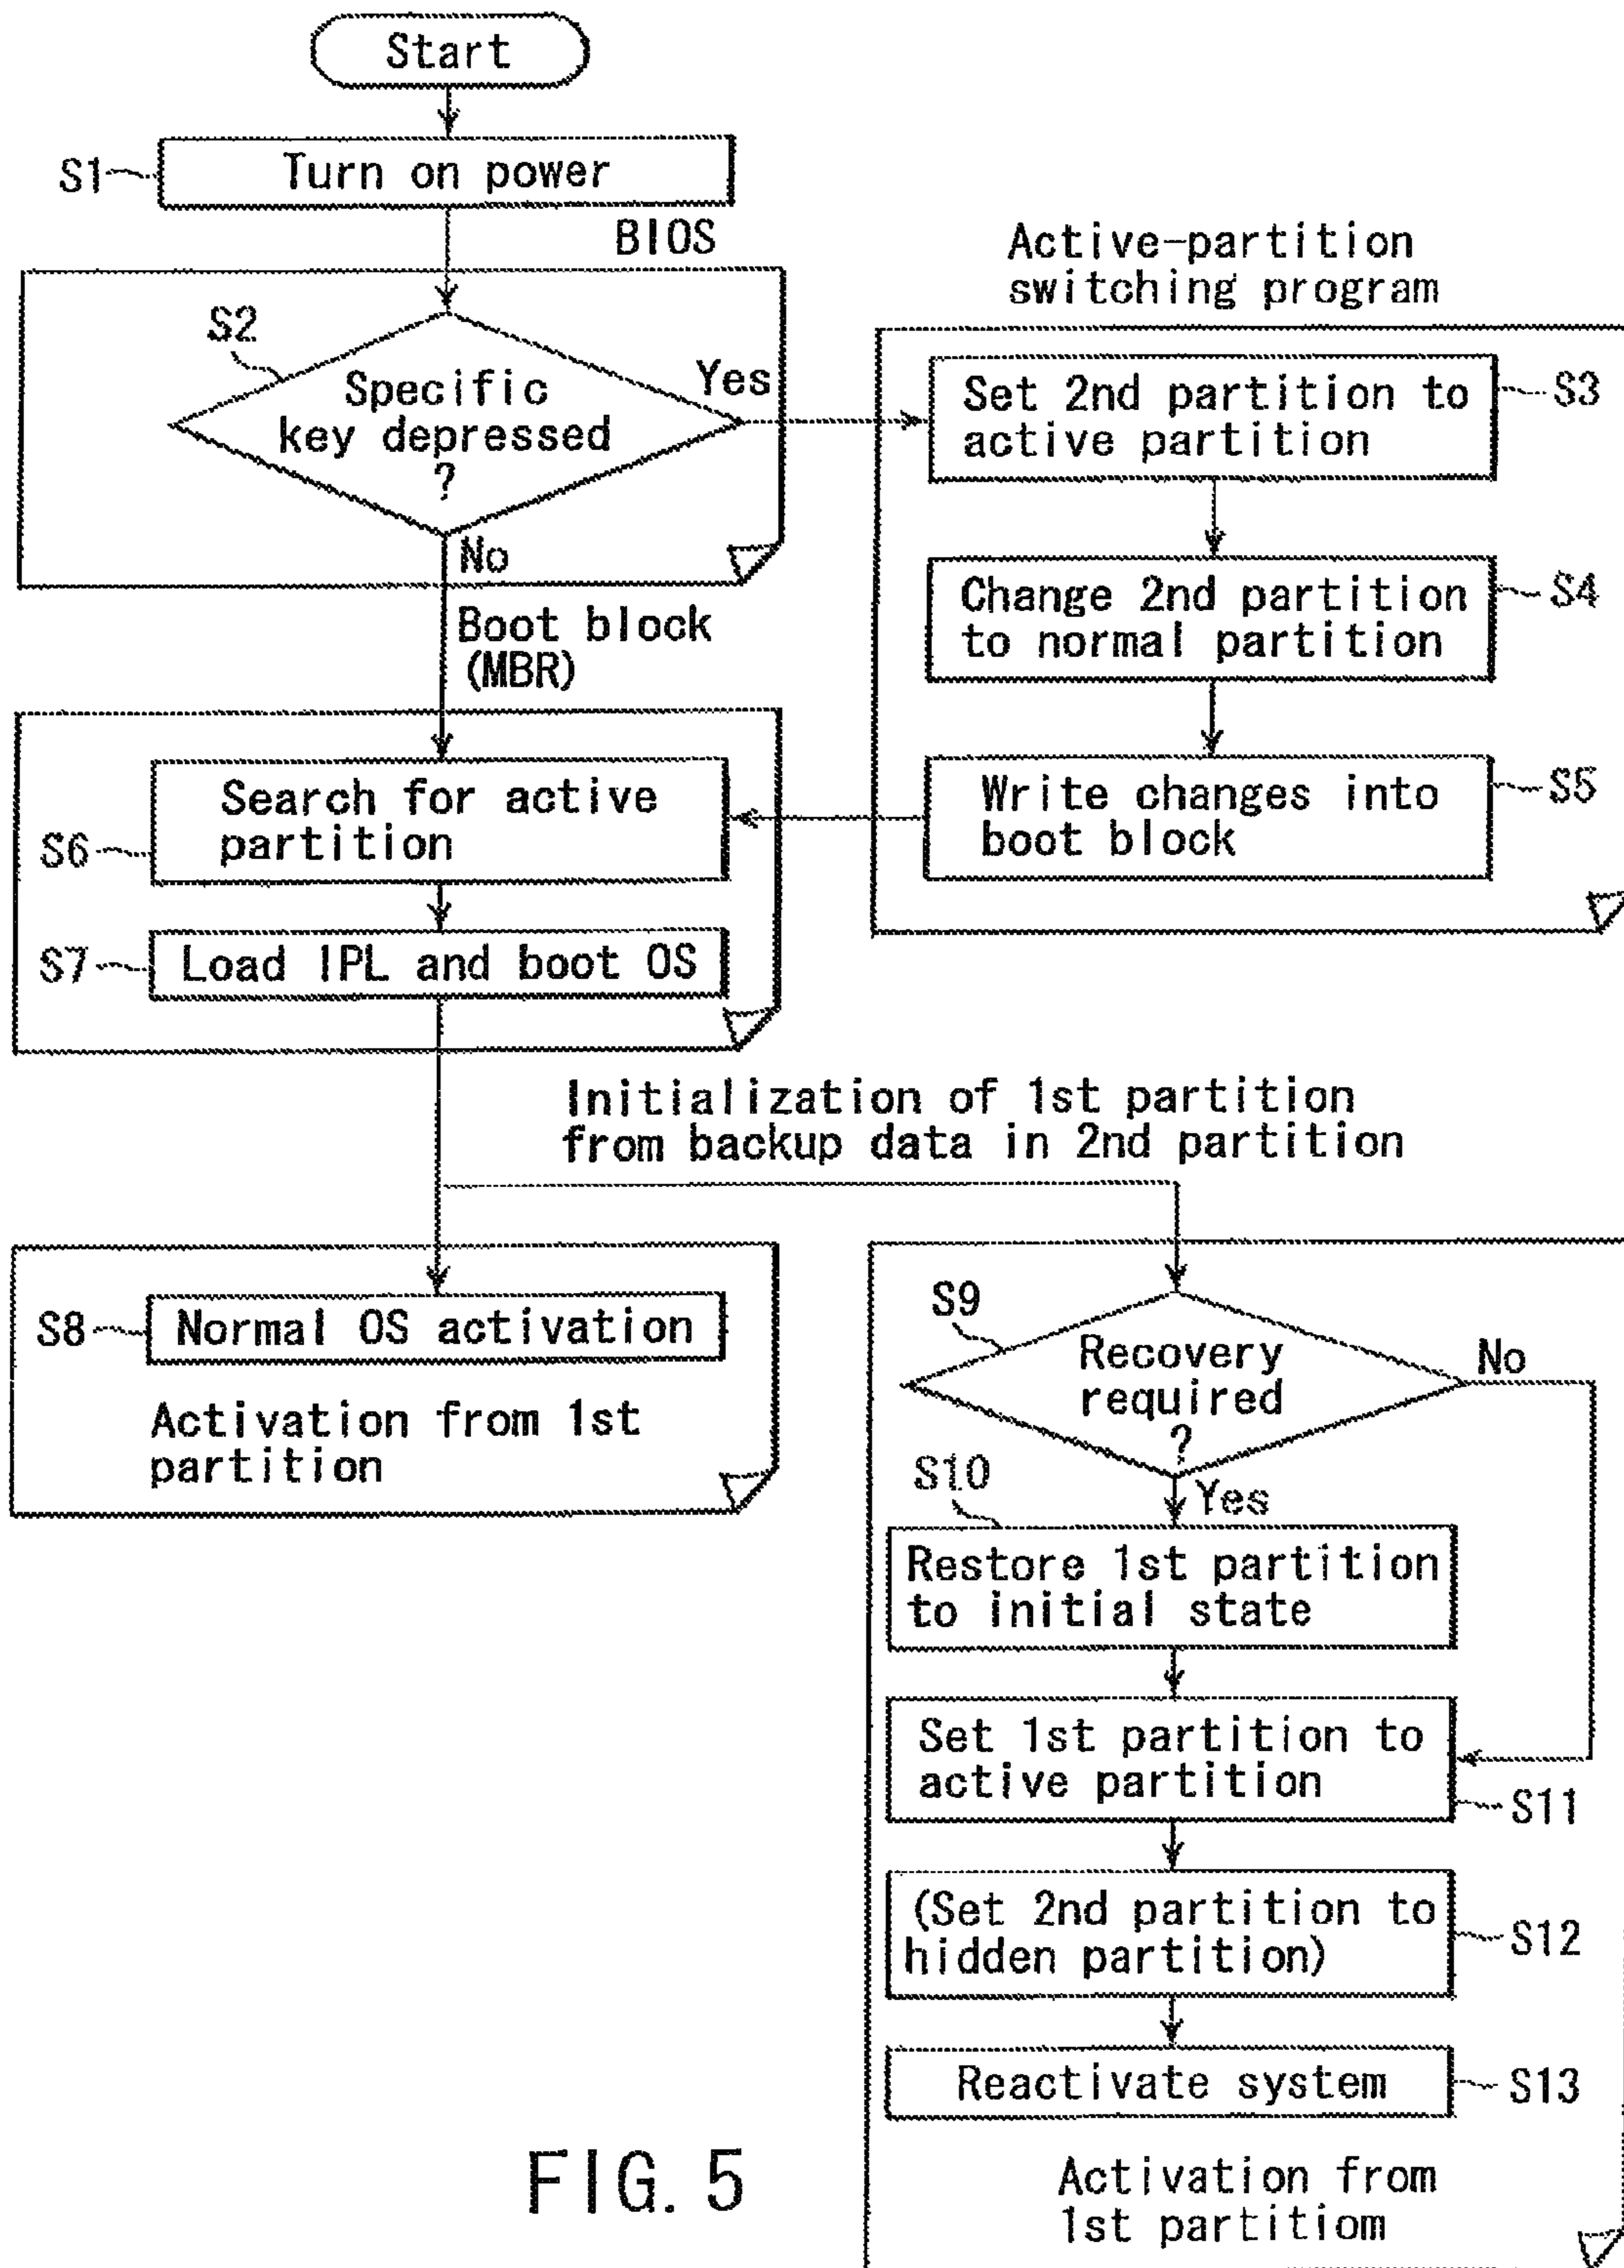 Start
S1
Turn on power
BIOS
S2
Specific
key depressed
?
Yes
No
Active-partition
switching program
Set 2nd partition to
active partition
S3
Change 2nd partition
to normal partition
S4
Write changes into
boot block
S5
Boot block
(MBR)
Search for active
partition
S6
S7
Load IPL and boot OS
Initialization of 1st partition
from backup data in 2nd partition
S8
Normal OS activation
Activation from 1st
partition
S9
Recovery
required
?
No
Yes
S10
Restore 1st partition
to initial state
Set 1st partition to
active partition
S11
(Set 2nd partition to
hidden partition)
S12
Reactivate system
S13
Activation from
1st partitiom
FIG. 5